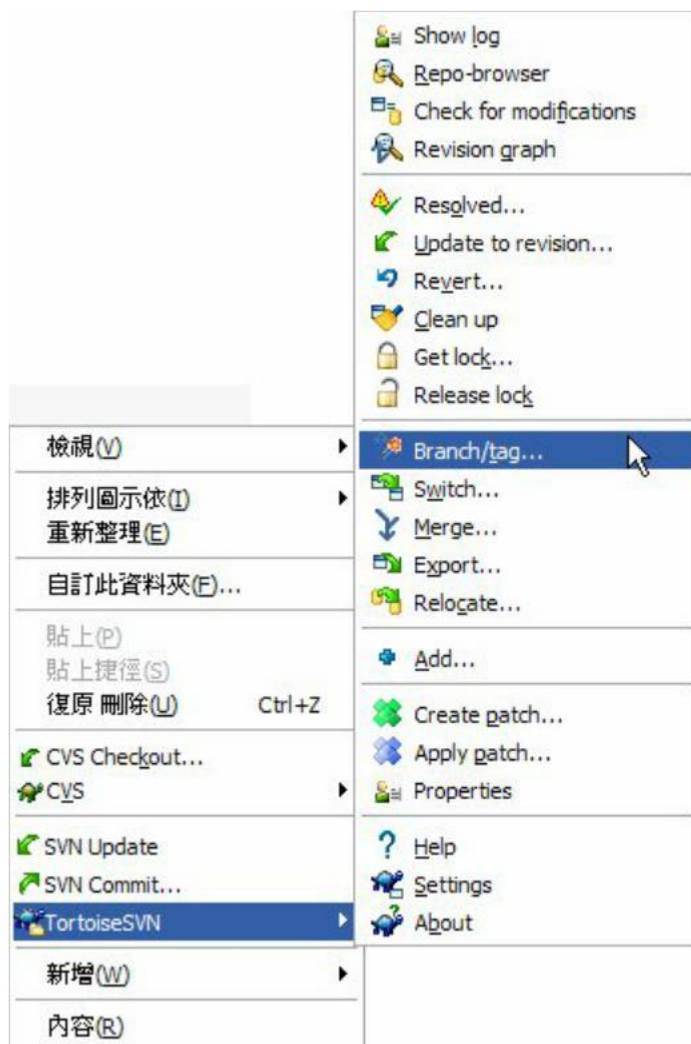 Show log
Repo-browser
Check for modifications
Revision graph
Resolved...
Update to revision...
Revert...
Clean up
Get lock...
Release lock
Branch/tag...
Switch...
Merge...
Export...
Relocate...
Add...
Create patch...
Apply patch...
Properties
Help
Settings
About
檢視(V)
排列圖示依(I)
重新整理(E)
自訂此資料夾(F)...
貼上(P)
貼上捷徑(S)
復原 刪除(U) Ctrl+Z
CVS Checkout...
CVS
SVN Update
SVN Commit...
TortoiseSVN
新增(W)
內容(R)